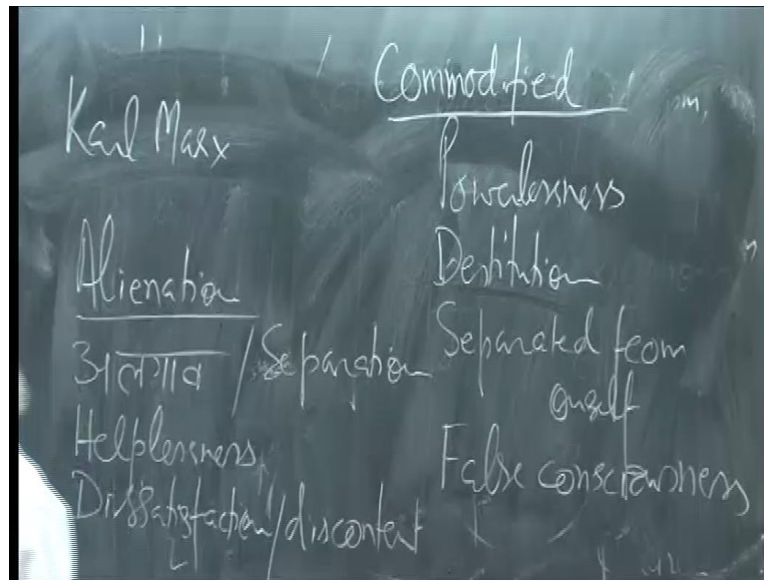 Karl Marx
Alienation
अलगाव / Separation
Helplessness
Dissatisfaction/discontent
Commodified
Powerlessness
Destitution
Separated from
oneself
False consciousness